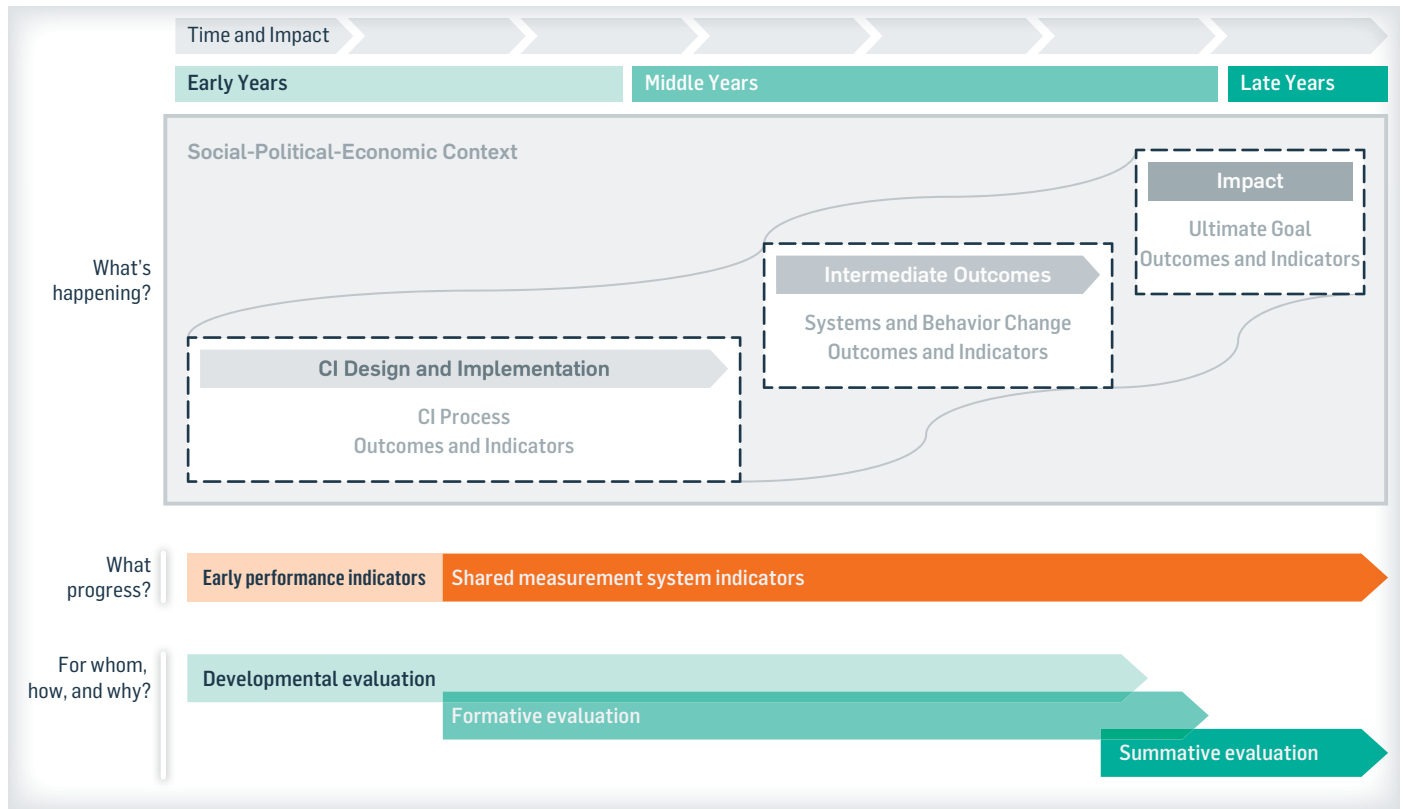 Time and Impact
Early Years
Middle Years
Late Years
Social-Political-Economic Context
What's
happening?
Impact
Ultimate Goal
Outcomes and Indicators
Intermediate Outcomes
Systems and Behavior Change
Outcomes and Indicators
CI Design and Implementation
CI Process
Outcomes and Indicators
What
progress?
Early performance indicators
Shared measurement system indicators
For whom,
how, and why?
Developmental evaluation
Formative evaluation
Summative evaluation